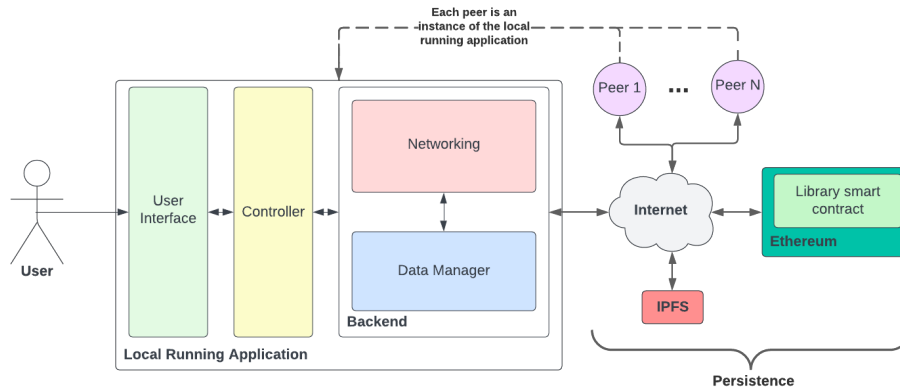 Each peer is an
instance of the local
running application
Peer 1
...
Peer N
User
Interface
Controller
Networking
Data Manager
Backend
Local Running Application
User
Internet
Library smart
contract
Ethereum
IPFS
Persistence